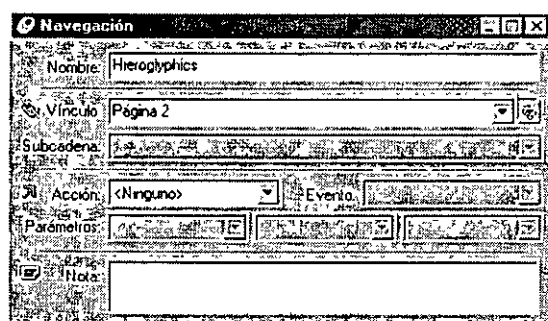 Navegación
Nombre: Hieroglyphics
Vínculo: Página 2
Subcadena:
Acción: <Ninguno> Evento:
Parámetros:
Nota: